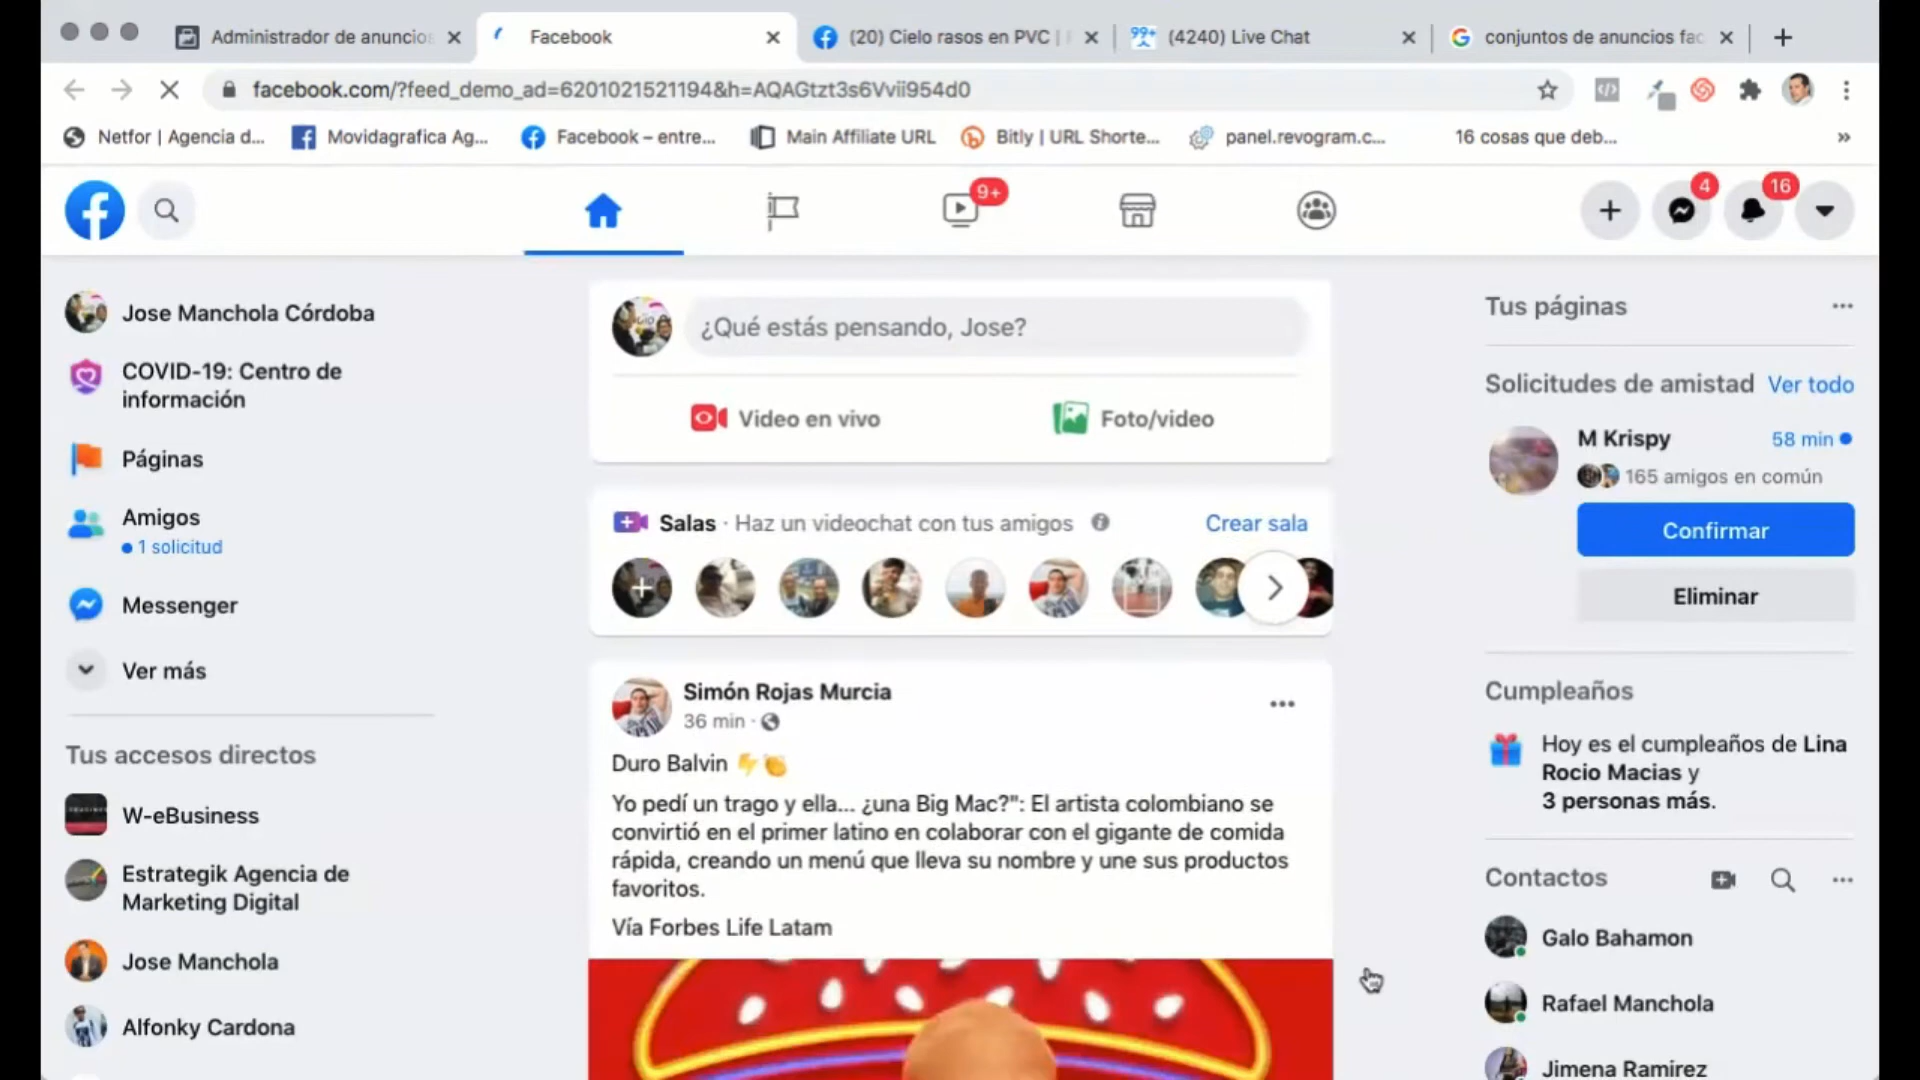 Administrador de anuncios
Facebook
(20) Cielo rasos en PVC |
99+
(4240) Live Chat
conjuntos de anuncios fac
facebook.com/?feed_demo_ad=6201021521194&h=AQAGtzt3s6Vvii954d0
Netfor | Agencia d...
Movidagrafica Ag...
Facebook – entre...
Main Affiliate URL
Bitly | URL Shorte...
panel.revogram.c...
16 cosas que deb...
9+
4
16
Jose Manchola Córdoba
COVID-19: Centro de
información
Páginas
Amigos
1 solicitud
Messenger
Ver más
Tus accesos directos
W-eBusiness
Estrategik Agencia de
Marketing Digital
Jose Manchola
Alfonky Cardona
¿Qué estás pensando, Jose?
Video en vivo
Foto/video
Salas · Haz un videochat con tus amigos
Crear sala
Simón Rojas Murcia
36 min ·
Duro Balvin
Yo pedí un trago y ella... ¿una Big Mac?": El artista colombiano se
convirtió en el primer latino en colaborar con el gigante de comida
rápida, creando un menú que lleva su nombre y une sus productos
favoritos.
Vía Forbes Life Latam
Tus páginas
Solicitudes de amistad
Ver todo
M Krispy
58 min
165 amigos en común
Confirmar
Eliminar
Cumpleaños
Hoy es el cumpleaños de Lina
Rocio Macias y
3 personas más.
Contactos
Galo Bahamon
Rafael Manchola
Jimena Ramirez